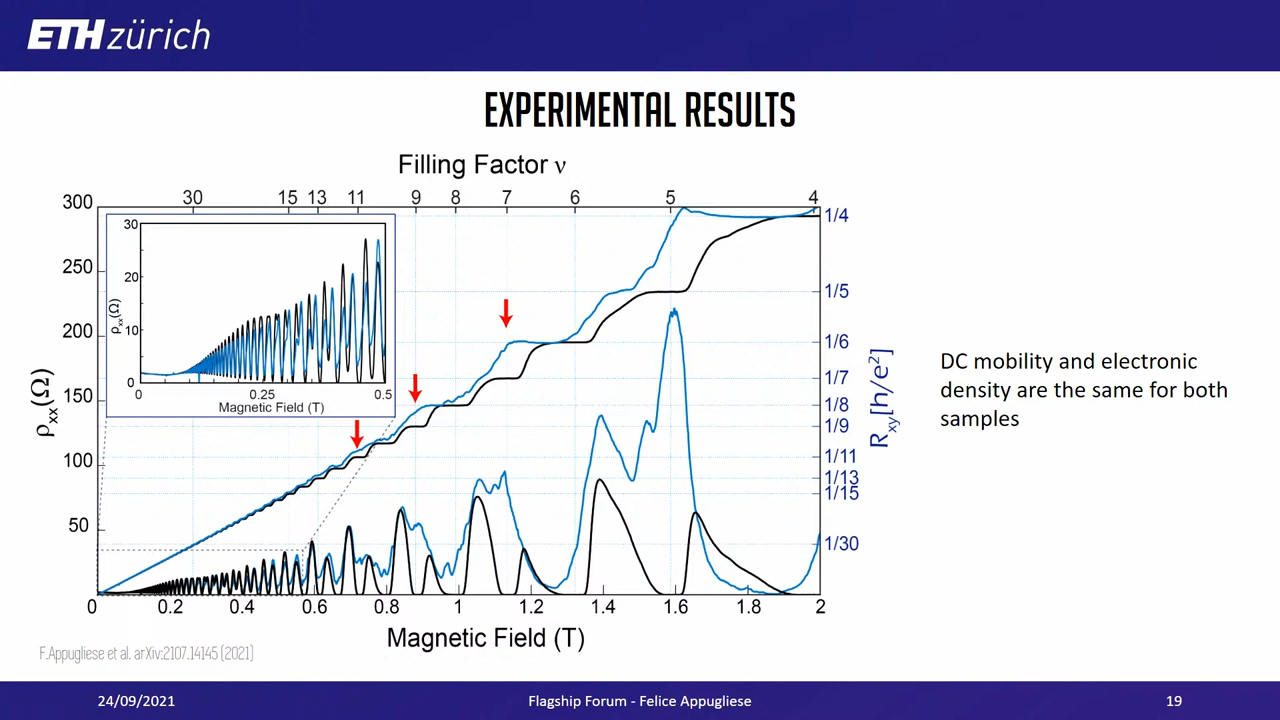 ETH zürich
EXPERIMENTAL RESULTS
Filling Factor ν
30 15 13 11 9 8 7 6 5 4
300
250
200
150
100
50
ρxx(Ω)
30
20
10
0
ρxx(Ω)
0.25 0.5
Magnetic Field (T)
1/4
1/5
1/6
1/7
1/8
1/9
1/11
1/13
1/15
1/30
Rxy[h/e²]
0 0.2 0.4 0.6 0.8 1 1.2 1.4 1.6 1.8 2
Magnetic Field (T)
DC mobility and electronic
density are the same for both
samples
F.Appugliese et al. arXiv:2107.14145 (2021)
24/09/2021 Flagship Forum - Felice Appugliese 19